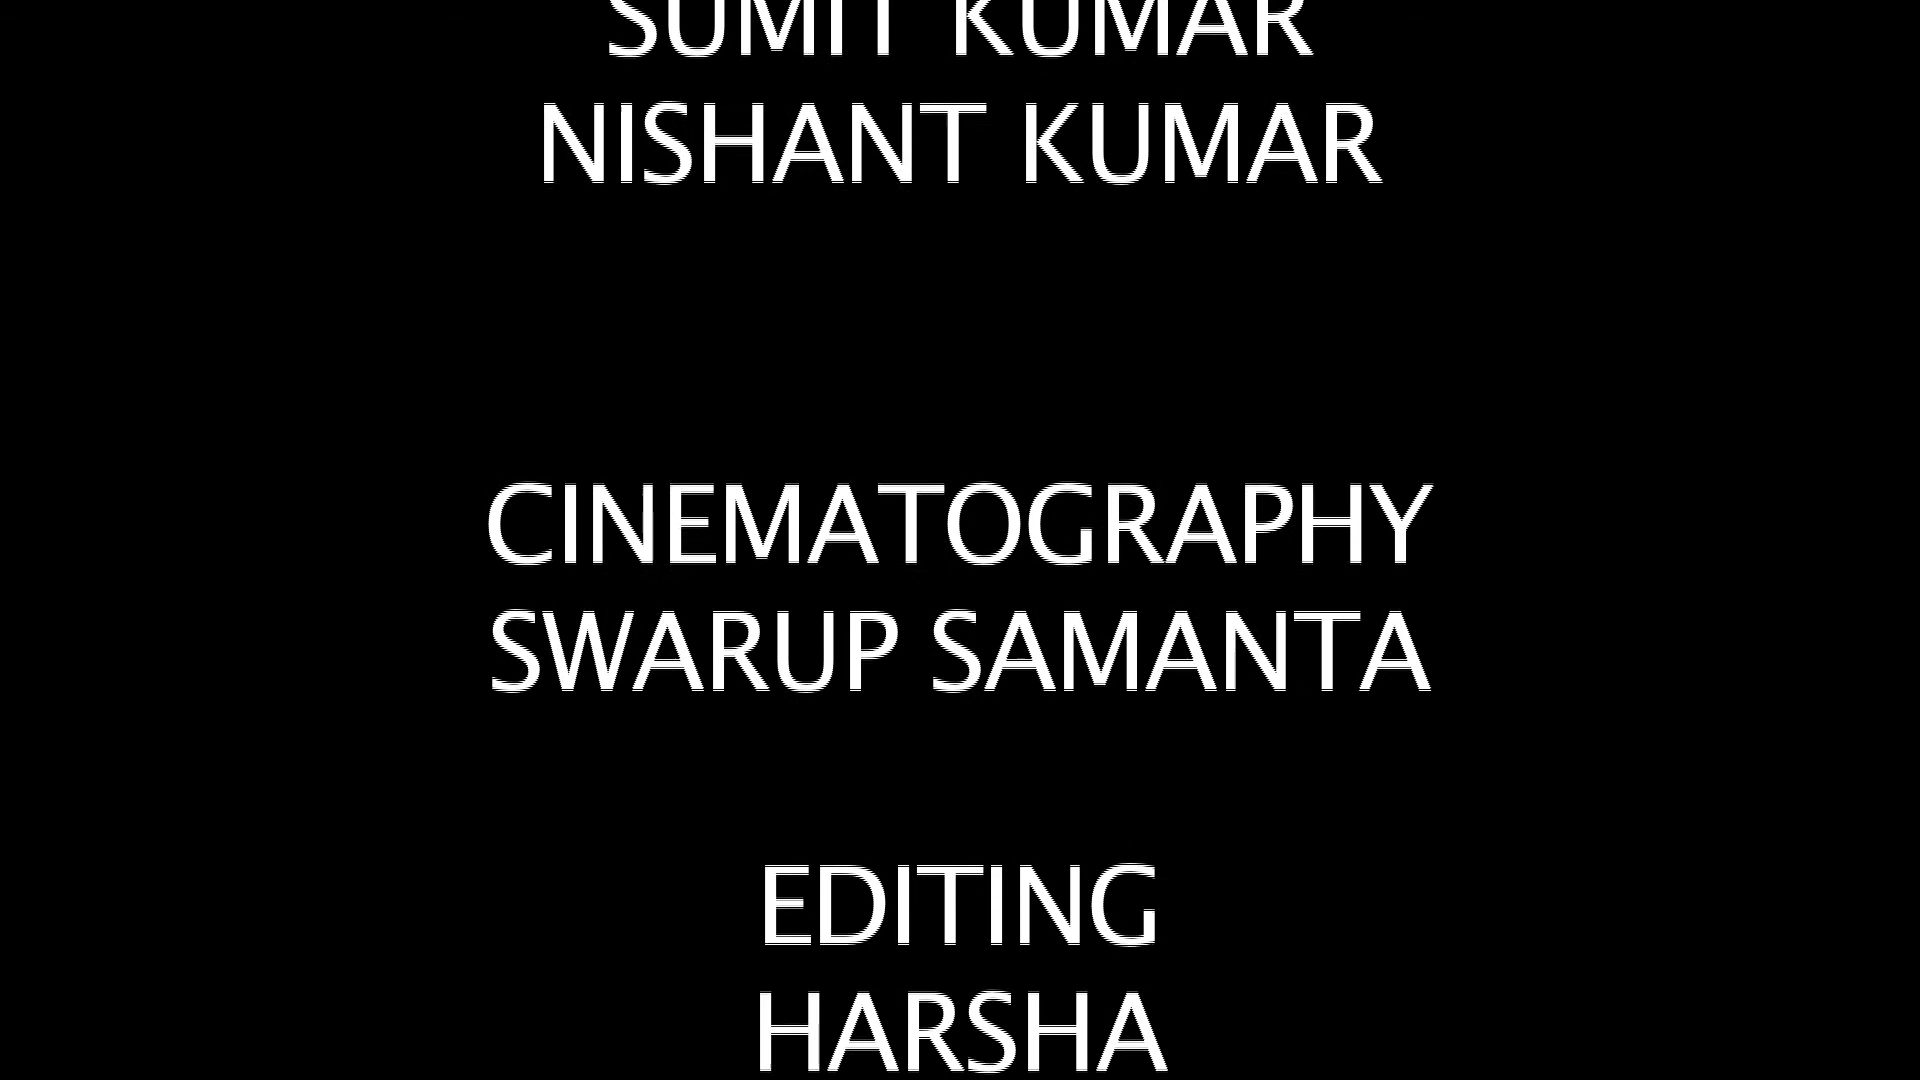 SUMIT KUMAR
NISHANT KUMAR
CINEMATOGRAPHY
SWARUP SAMANTA
EDITING
HARSHA